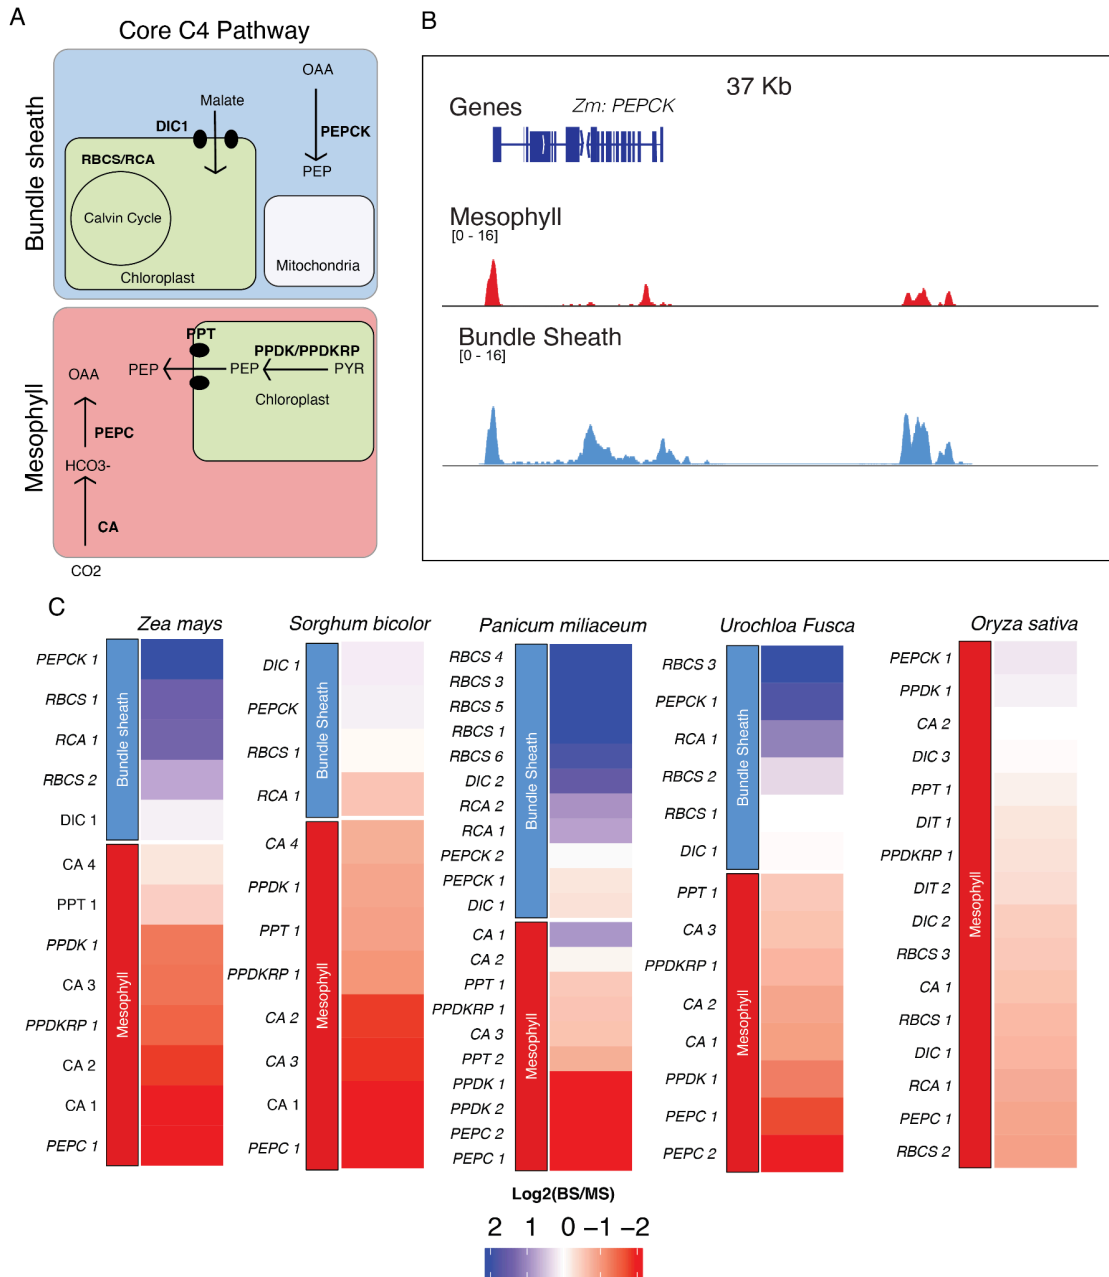 A
Core C4 Pathway
Bundle sheath
OAA
Malate
DIC1
PEPCK
RBCS/RCA
PEP
Calvin Cycle
Mitochondria
Chloroplast
Mesophyll
PPT
PPDK/PPDKRP
PEP
PEP
PYR
OAA
Chloroplast
PEPC
HCO3-
CA
CO2
B
37 Kb
Genes
Zm: PEPCK
Mesophyll
[0 - 16]
Bundle Sheath
[0 - 16]
C
Zea mays
Bundle sheath
PEPCK 1
RBCS 1
RCA 1
RBCS 2
DIC 1
Mesophyll
CA 4
PPT 1
PPDK 1
CA 3
PPDKRP 1
CA 2
CA 1
PEPC 1
Sorghum bicolor
Bundle Sheath
DIC 1
PEPCK
RBCS 1
RCA 1
Mesophyll
CA 4
PPDK 1
PPT 1
PPDKRP 1
CA 2
CA 3
CA 1
PEPC 1
Panicum miliaceum
Bundle Sheath
RBCS 4
RBCS 3
RBCS 5
RBCS 1
RBCS 6
DIC 2
RCA 2
RCA 1
PEPCK 2
PEPCK 1
DIC 1
Mesophyll
CA 1
CA 2
PPT 1
PPDKRP 1
CA 3
PPT 2
PPDK 1
PPDK 2
PEPC 2
PEPC 1
Urochloa Fusca
Bundle Sheath
RBCS 3
PEPCK 1
RCA 1
RBCS 2
RBCS 1
DIC 1
Mesophyll
PPT 1
CA 3
PPDKRP 1
CA 2
CA 1
PPDK 1
PEPC 1
PEPC 2
Oryza sativa
Mesophyll
PEPCK 1
PPDK 1
CA 2
DIC 3
PPT 1
DIT 1
PPDKRP 1
DIT 2
DIC 2
RBCS 3
CA 1
RBCS 1
DIC 1
RCA 1
PEPC 1
RBCS 2
Log2(BS/MS)
2 1 0 −1 −2